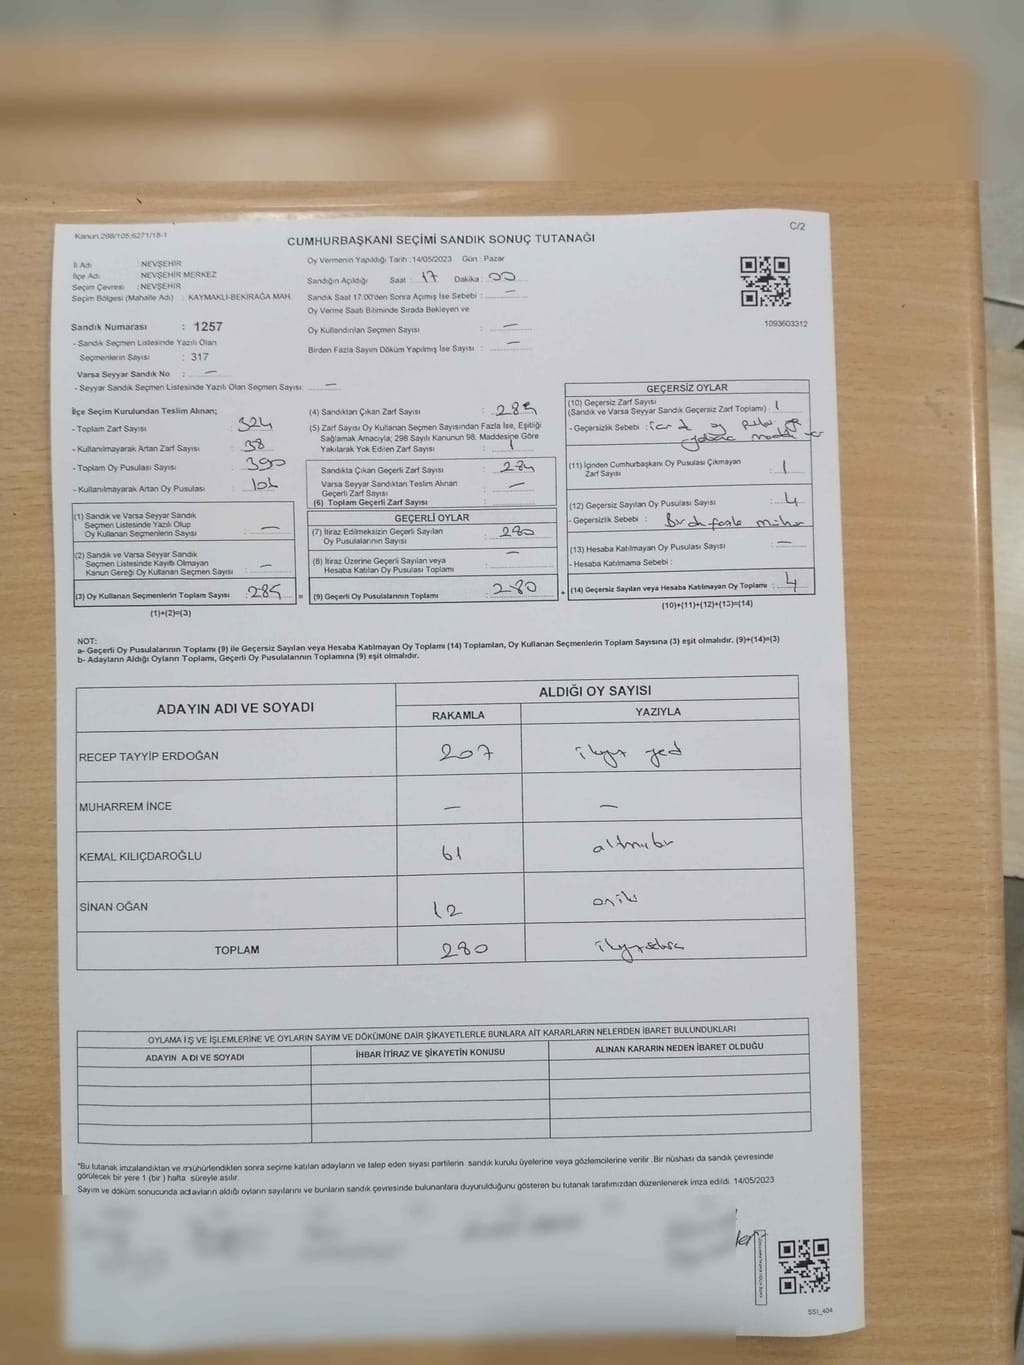 Kanun:298/105,6271/18-1
C/2
CUMHURBAŞKANI SEÇİMİ SANDIK SONUÇ TUTANAĞI
İl Adı : NEVŞEHİR
İlçe Adı : NEVŞEHİR MERKEZ
Seçim Çevresi : NEVŞEHİR
Seçim Bölgesi (Mahalle Adı) : KAYMAKLI-BEKIRAĞA MAH.
Sandık Numarası : 1257
- Sandık Seçmen Listesinde Yazılı Olan
Seçmenlerin Sayısı : 317
Varsa Seyyar Sandık No : —
- Seyyar Sandık Seçmen Listesinde Yazılı Olan Seçmen Sayısı: —
Oy Vermenin Yapıldığı Tarih : 14/05/2023 Gün : Pazar
Sandığın Açıldığı Saat : 17 Dakika : 00
Sandık Saat 17:00'den Sonra Açımış İse Sebebi : —
Oy Verme Saati Bitiminde Sırada Bekleyen ve
Oy Kullandırılan Seçmen Sayısı : —
Birden Fazla Sayım Döküm Yapılmış İse Sayısı : —
1093603312
İlçe Seçim Kurulundan Teslim Alınan;
- Toplam Zarf Sayısı : 324
- Kullanılmayarak Artan Zarf Sayısı : 38
- Toplam Oy Pusulası Sayısı : 390
- Kullanılmayarak Artan Oy Pusulası :
(1) Sandık ve Varsa Seyyar Sandık
Seçmen Listesinde Yazılı Olup
Oy Kullanan Seçmenlerin Sayısı : —
(2) Sandık ve Varsa Seyyar Sandık
Seçmen Listesinde Kayıtlı Olmayan
Kanun Gereği Oy Kullanan Seçmen Sayısı : —
(3) Oy Kullanan Seçmenlerin Toplam Sayısı :
(1)+(2)=(3)
(4) Sandıktan Çıkan Zarf Sayısı : 285
(5) Zarf Sayısı Oy Kullanan Seçmen Sayısından Fazla İse, Eşitliği
Sağlamak Amacıyla; 298 Sayılı Kanunun 98. Maddesine Göre
Yakılarak Yok Edilen Zarf Sayısı : 1
Sandıkta Çıkan Geçerli Zarf Sayısı : 284
Varsa Seyyar Sandıktan Teslim Alınan
Geçerli Zarf Sayısı : —
(6) Toplam Geçerli Zarf Sayısı :
GEÇERLİ OYLAR
(7) İtiraz Edilmeksizin Geçerli Sayılan
Oy Pusulalarının Sayısı : 280
(8) İtiraz Üzerine Geçerli Sayılan veya
Hesaba Katılan Oy Pusulası Toplamı : —
= (9) Geçerli Oy Pusulalarının Toplamı : 280
GEÇERSİZ OYLAR
(10) Geçersiz Zarf Sayısı
(Sandık ve Varsa Seyyar Sandık Geçersiz Zarf Toplamı) : 1
- Geçersizlik Sebebi :
(11) İçinden Cumhurbaşkanı Oy Pusulası Çıkmayan
Zarf Sayısı : 1
(12) Geçersiz Sayılan Oy Pusulası Sayısı : 4
- Geçersizlik Sebebi :
(13) Hesaba Katılmayan Oy Pusulası Sayısı : —
- Hesaba Katılmama Sebebi :
+ (14) Geçersiz Sayılan veya Hesaba Katılmayan Oy Toplamı : 4
(10)+(11)+(12)+(13)=(14)
NOT:
a- Geçerli Oy Pusulalarının Toplamı (9) ile Geçersiz Sayılan veya Hesaba Katılmayan Oy Toplamı (14) Toplamları, Oy Kullanan Seçmenlerin Toplam Sayısına (3) eşit olmalıdır. (9)+(14)=(3)
b- Adayların Aldığı Oyların Toplamı, Geçerli Oy Pusulalarının Toplamına (9) eşit olmalıdır.
ADAYIN ADI VE SOYADI
ALDIĞI OY SAYISI
RAKAMLA YAZIYLA
RECEP TAYYİP ERDOĞAN 207
MUHARREM İNCE — —
KEMAL KILIÇDAROĞLU 61 altmışbir
SİNAN OĞAN 12 oniki
TOPLAM 280
OYLAMA İŞ VE İŞLEMLERİNE VE OYLARIN SAYIM VE DÖKÜMÜNE DAİR ŞİKAYETLERLE BUNLARA AİT KARARLARIN NELERDEN İBARET BULUNDUKLARI
ADAYIN ADI VE SOYADI İHBAR İTİRAZ VE ŞİKAYETİN KONUSU ALINAN KARARIN NEDEN İBARET OLDUĞU
*Bu tutanak imzalandıktan ve mühürlendikten sonra seçime katılan adayların ve talep eden siyasi partilerin sandık kurulu üyelerine veya gözlemcilerine verilir .Bir nüshası da sandık çevresinde
görülecek bir yere 1 (bir ) hafta süreyle asılır.
Sayım ve döküm sonucunda adayların aldığı oyların sayılarını ve bunların sandık çevresinde bulunanlara duyurulduğunu gösteren bu tutanak tarafımızdan düzenlenerek imza edildi. 14/05/2023
SSI_404